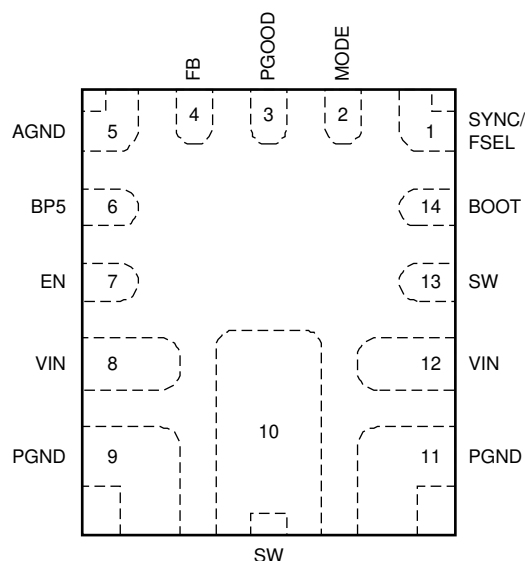 FB
PGOOD
MODE
4
3
2
AGND
5
1
SYNC/
FSEL
BP5
6
14
BOOT
EN
7
13
SW
VIN
8
12
VIN
10
PGND
9
11
PGND
SW